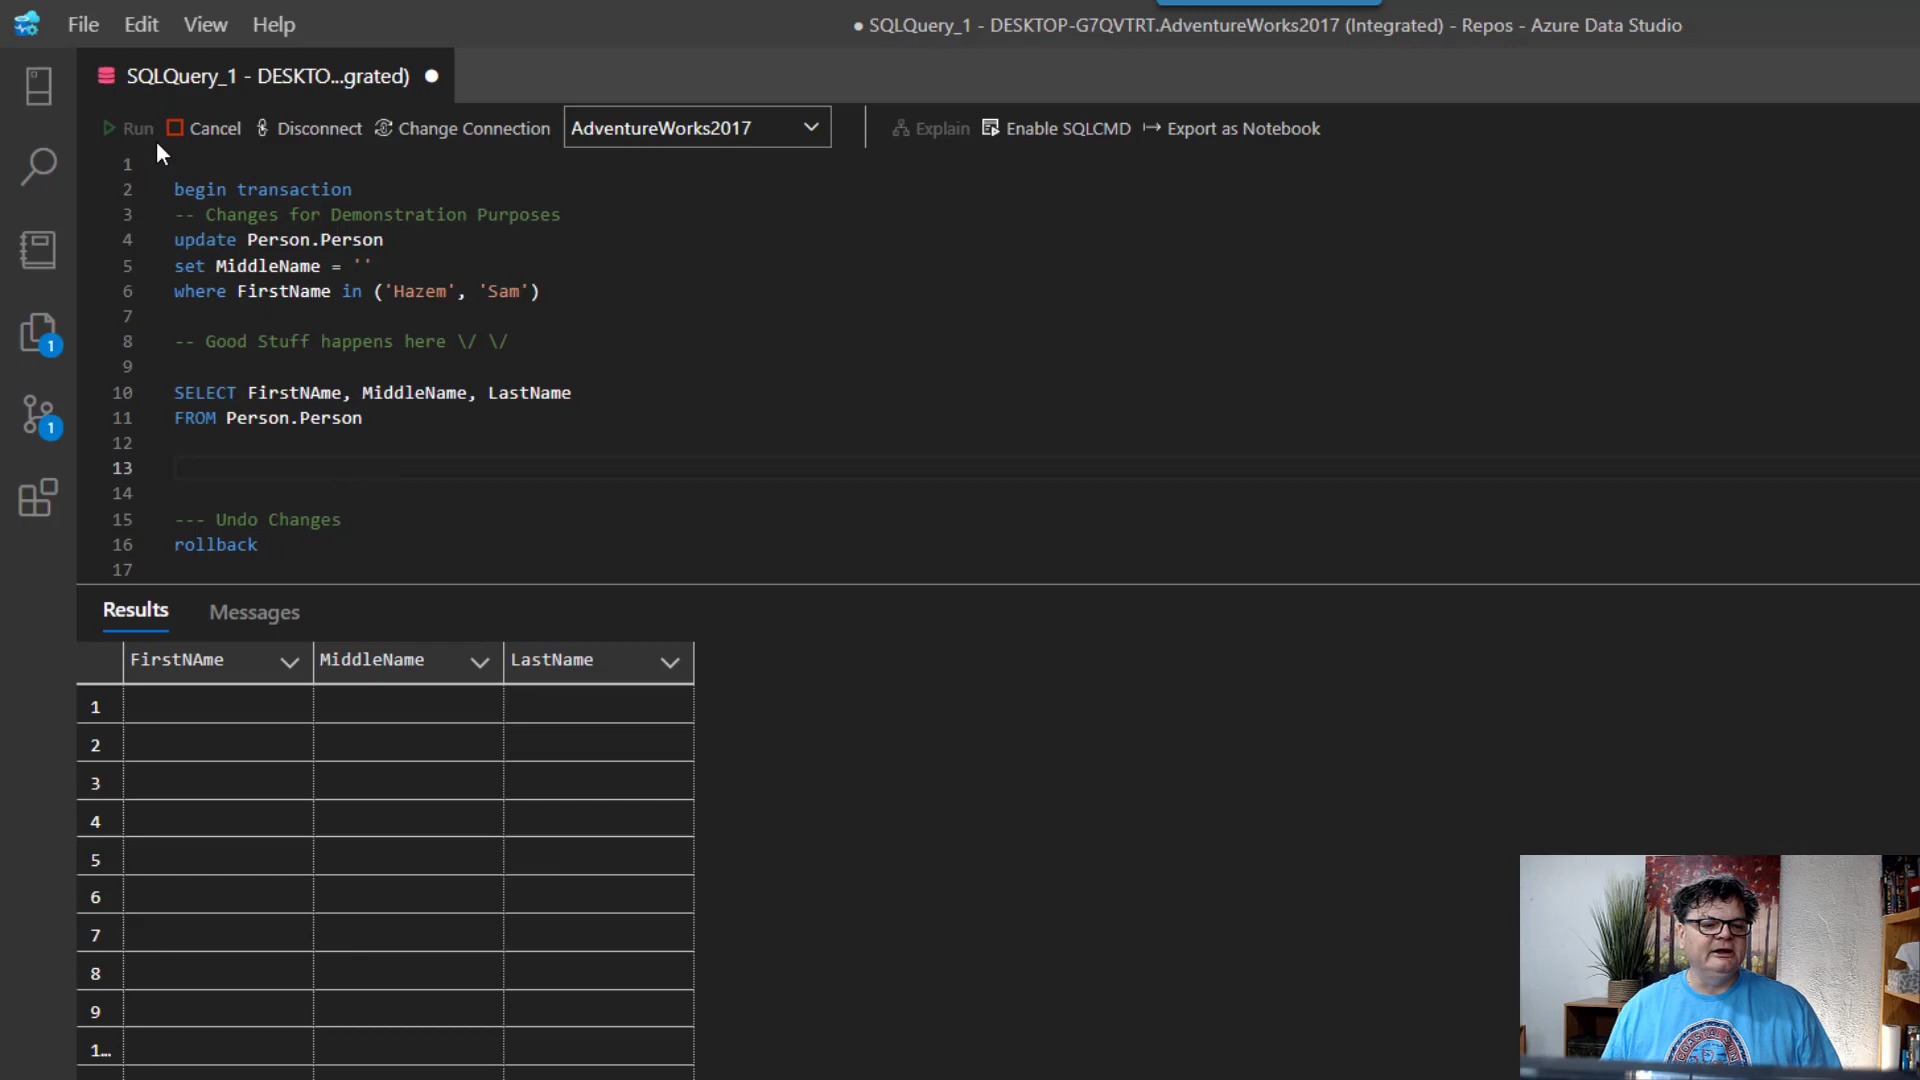 File Edit View Help
● SQLQuery_1 - DESKTOP-G7QVTRT.AdventureWorks2017 (Integrated) - Repos - Azure Data Studio
SQLQuery_1 - DESKTO...grated) ●
Run Cancel Disconnect Change Connection AdventureWorks2017 Explain Enable SQLCMD Export as Notebook
1
2 begin transaction
3 -- Changes for Demonstration Purposes
4 update Person.Person
5 set MiddleName = ''
6 where FirstName in ('Hazem', 'Sam')
7
8 -- Good Stuff happens here \/ \/
9
10 SELECT FirstNAme, MiddleName, LastName
11 FROM Person.Person
12
13
14
15 --- Undo Changes
16 rollback
17
1
1
Results Messages
FirstNAme MiddleName LastName
1
2
3
4
5
6
7
8
9
1...
COASTAL SUN